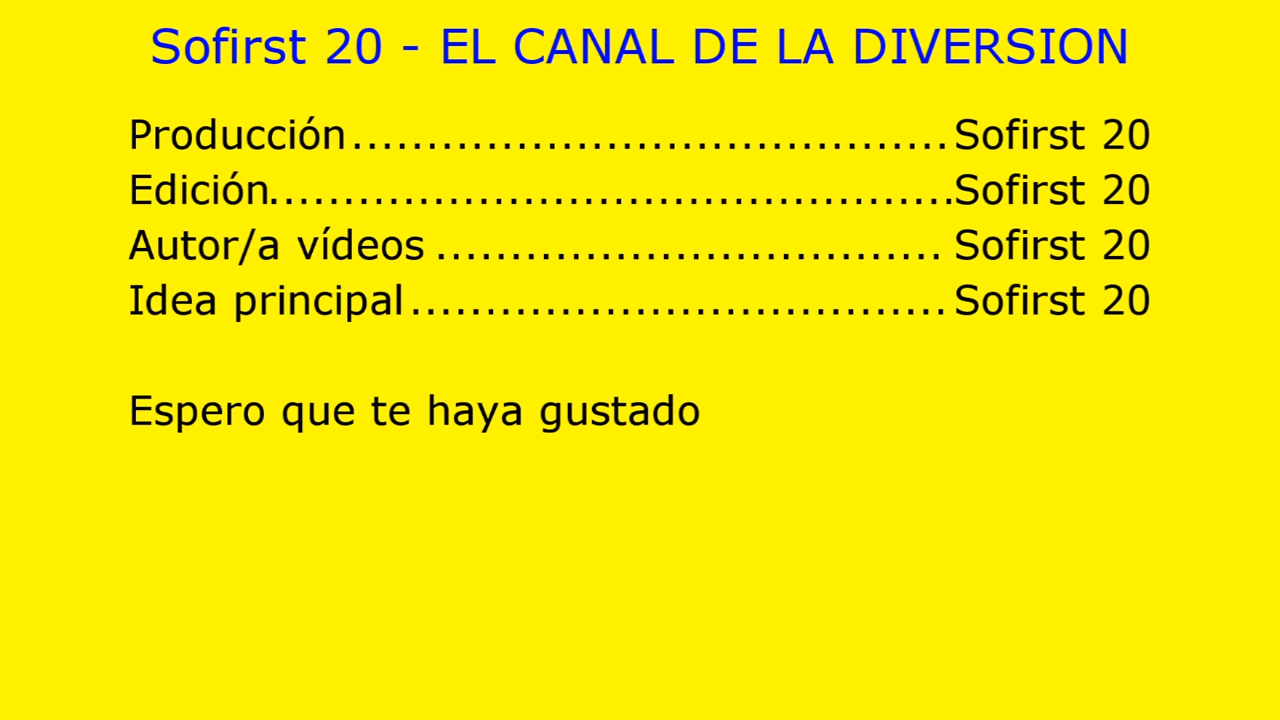 Sofirst 20 - EL CANAL DE LA DIVERSION
Producción........................................Sofirst 20
Edición..............................................Sofirst 20
Autor/a vídeos .................................. Sofirst 20
Idea principal....................................Sofirst 20
Espero que te haya gustado